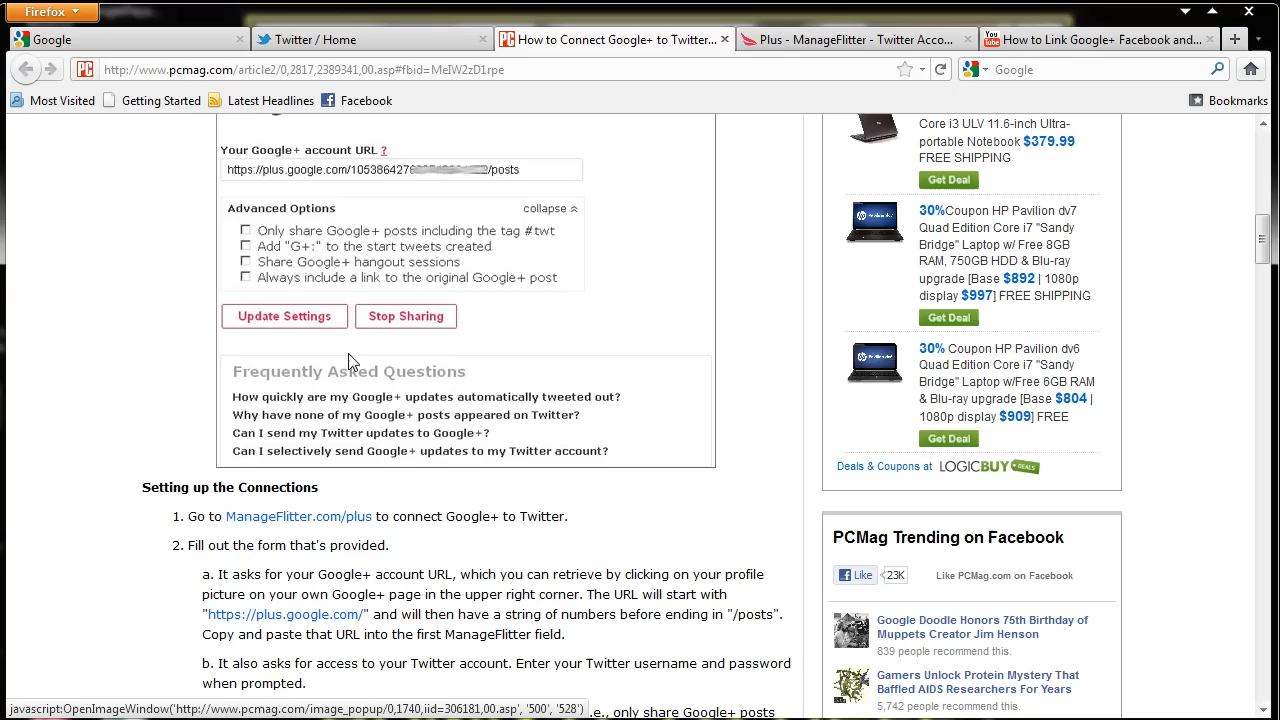 Firefox
Google
Twitter / Home
How to Connect Google+ to Twitter...
Plus - ManageFlitter - Twitter Acco...
How to Link Google+ Facebook and...
http://www.pcmag.com/article2/0,2817,2389341,00.asp#fbid=MeIW2zD1rpe
Google
Most Visited
Getting Started
Latest Headlines
Facebook
Bookmarks
Your Google+ account URL ?
https://plus.google.com/1053864276 /posts
Advanced Options
collapse
Only share Google+ posts including the tag #twt
Add "G+:" to the start tweets created
Share Google+ hangout sessions
Always include a link to the original Google+ post
Update Settings
Stop Sharing
Frequently Asked Questions
How quickly are my Google+ updates automatically tweeted out?
Why have none of my Google+ posts appeared on Twitter?
Can I send my Twitter updates to Google+?
Can I selectively send Google+ updates to my Twitter account?
Setting up the Connections
1. Go to ManageFlitter.com/plus to connect Google+ to Twitter.
2. Fill out the form that's provided.
a. It asks for your Google+ account URL, which you can retrieve by clicking on your profile
picture on your own Google+ page in the upper right corner. The URL will start with
"https://plus.google.com/" and will then have a string of numbers before ending in "/posts".
Copy and paste that URL into the first ManageFlitter field.
b. It also asks for access to your Twitter account. Enter your Twitter username and password
when prompted.
i.e., only share Google+ posts
javascript:OpenImageWindow('http://www.pcmag.com/image_popup/0,1740,iid=306181,00.asp', '500', '528')
Core i3 ULV 11.6-inch Ultra-
portable Notebook $379.99
FREE SHIPPING
Get Deal
30%Coupon HP Pavilion dv7
Quad Edition Core i7 "Sandy
Bridge" Laptop w/ Free 8GB
RAM, 750GB HDD & Blu-ray
upgrade [Base $892 | 1080p
display $997] FREE SHIPPING
Get Deal
30% Coupon HP Pavilion dv6
Quad Edition Core i7 "Sandy
Bridge" Laptop w/Free 6GB RAM
& Blu-ray upgrade [Base $804 |
1080p display $909] FREE
Get Deal
Deals & Coupons at LOGICBUY DEALS
PCMag Trending on Facebook
Like 23K Like PCMag.com on Facebook
Google Doodle Honors 75th Birthday of
Muppets Creator Jim Henson
839 people recommend this.
Gamers Unlock Protein Mystery That
Baffled AIDS Researchers For Years
5,742 people recommend this.